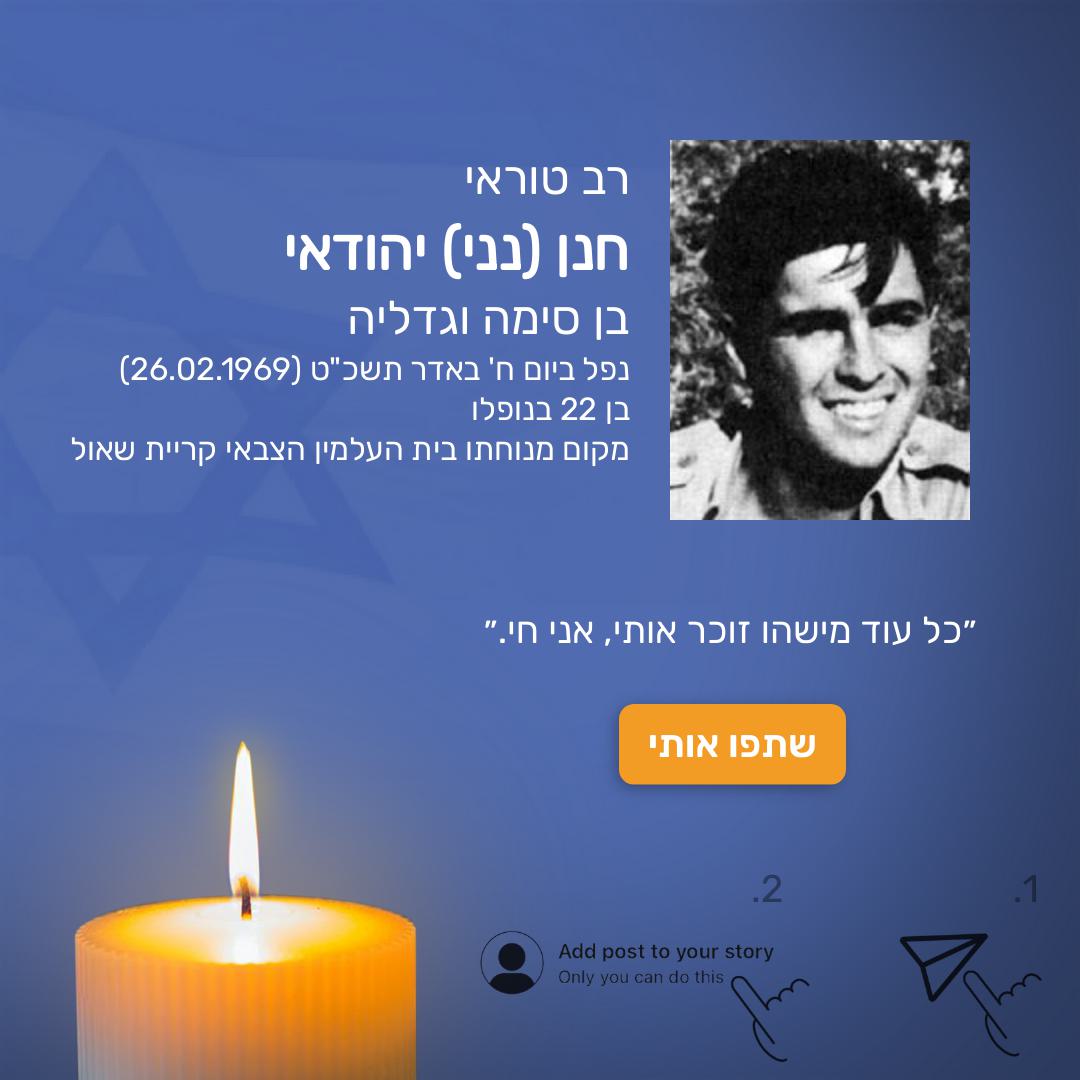 רב טוראי
חנן (נני) יהודאי
בן סימה וגדליה
נפל ביום ח' באדר תשכ"ט (26.02.1969)
בן 22 בנופלו
מקום מנוחתו בית העלמין הצבאי קריית שאול
״כל עוד מישהו זוכר אותי, אני חי.״
שתפו אותי
.1
.2
Add post to your story
Only you can do this